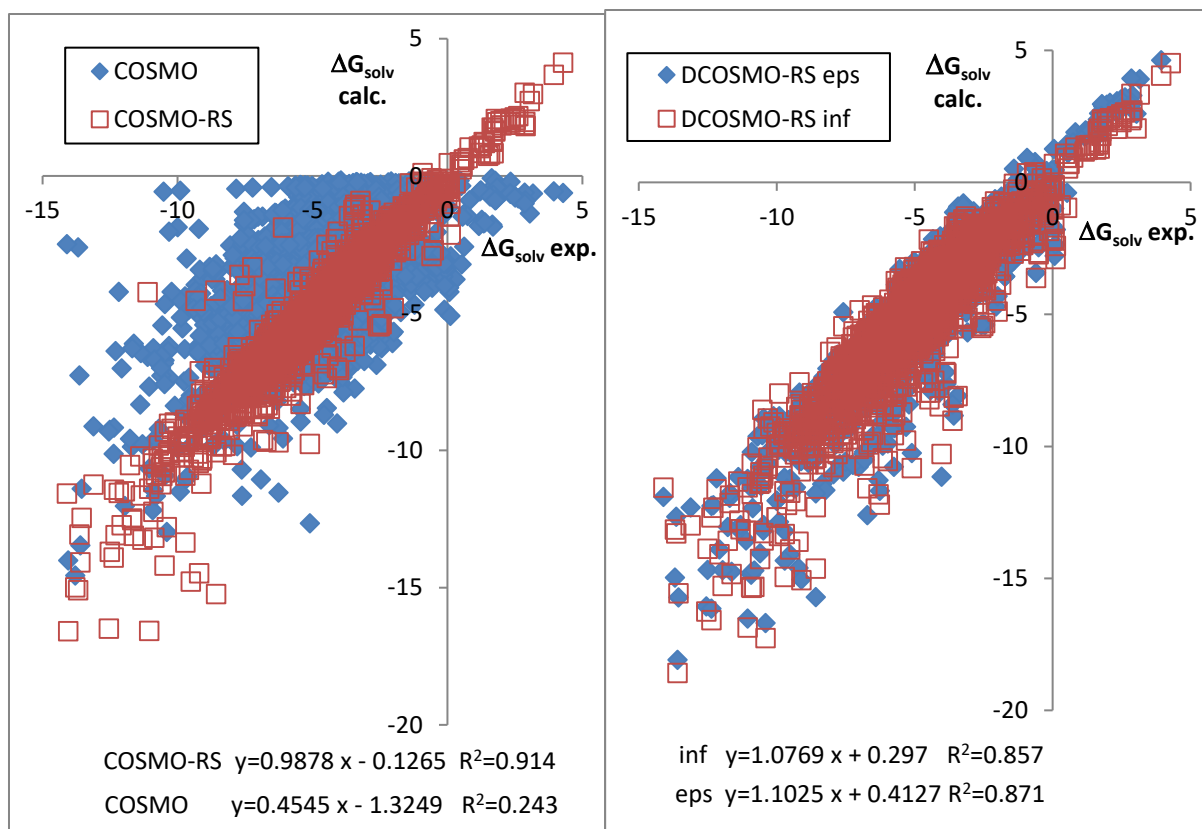 COSMO
COSMO-RS
ΔGsolv
calc.
5
0
-15
-10
-5
0
5
ΔGsolv exp.
-5
-10
-15
-20
COSMO-RS y=0.9878 x - 0.1265 R²=0.914
COSMO y=0.4545 x - 1.3249 R²=0.243
DCOSMO-RS eps
DCOSMO-RS inf
ΔGsolv
calc.
5
0
-15
-10
-5
0
5
ΔGsolv exp.
-5
-10
-15
-20
inf y=1.0769 x + 0.297 R²=0.857
eps y=1.1025 x + 0.4127 R²=0.871